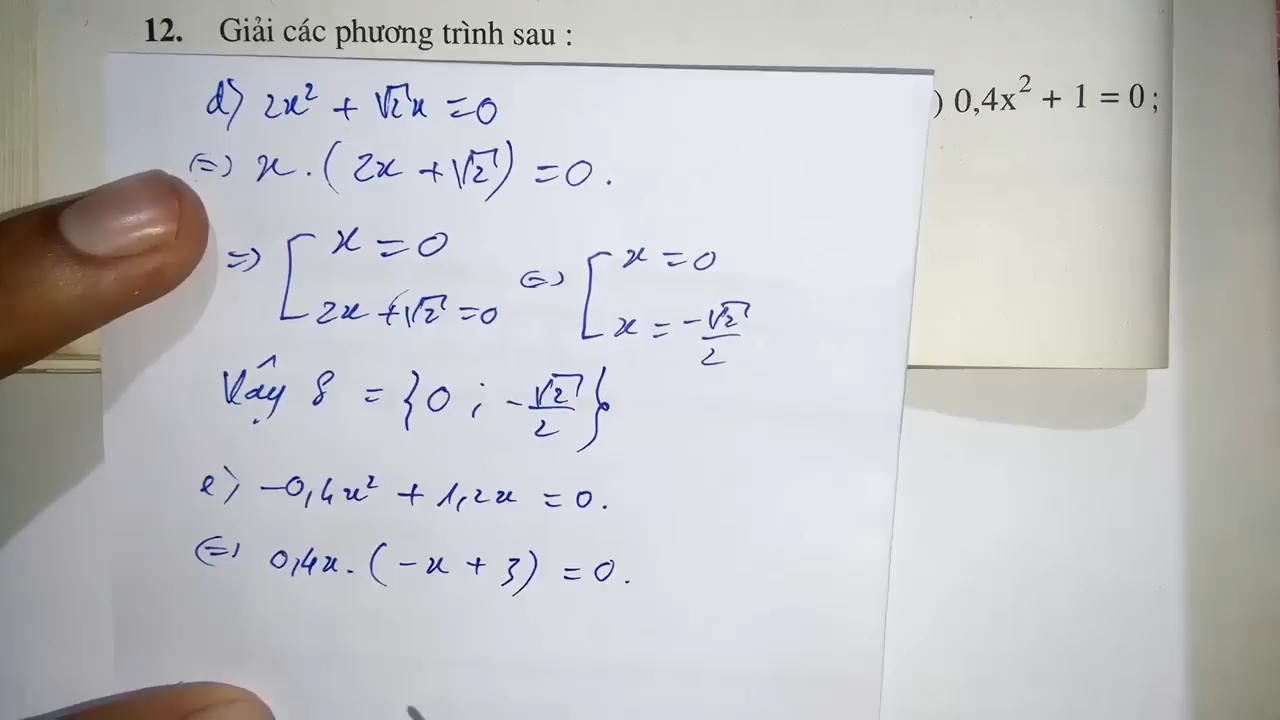 12. Giải các phương trình sau :
) 0,4x² + 1 = 0 ;
d) 2x² + √2x = 0
⇔ x . (2x + √2) = 0.
⇒ [ x = 0 ⇔ [ x = 0
2x + √2 = 0 x = -√2/2
Vậy S = {0 ; -√2/2}
e) -0,4x² + 1,2x = 0.
⇔ 0,4x . (-x + 3) = 0.